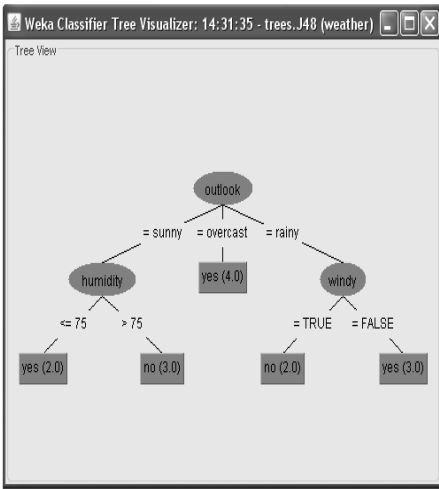 Weka Classifier Tree Visualizer: 14:31:35 - trees.J48 (weather)
Tree View
outlook
= sunny = overcast = rainy
humidity yes (4.0) windy
<= 75 > 75 = TRUE = FALSE
yes (2.0) no (3.0) no (2.0) yes (3.0)